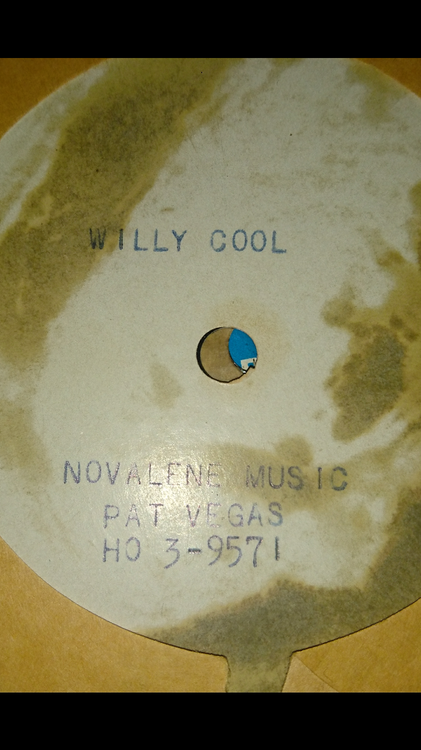 WILLY COOL
NOVALENE MUSIC
PAT VEGAS
HO 3-9571